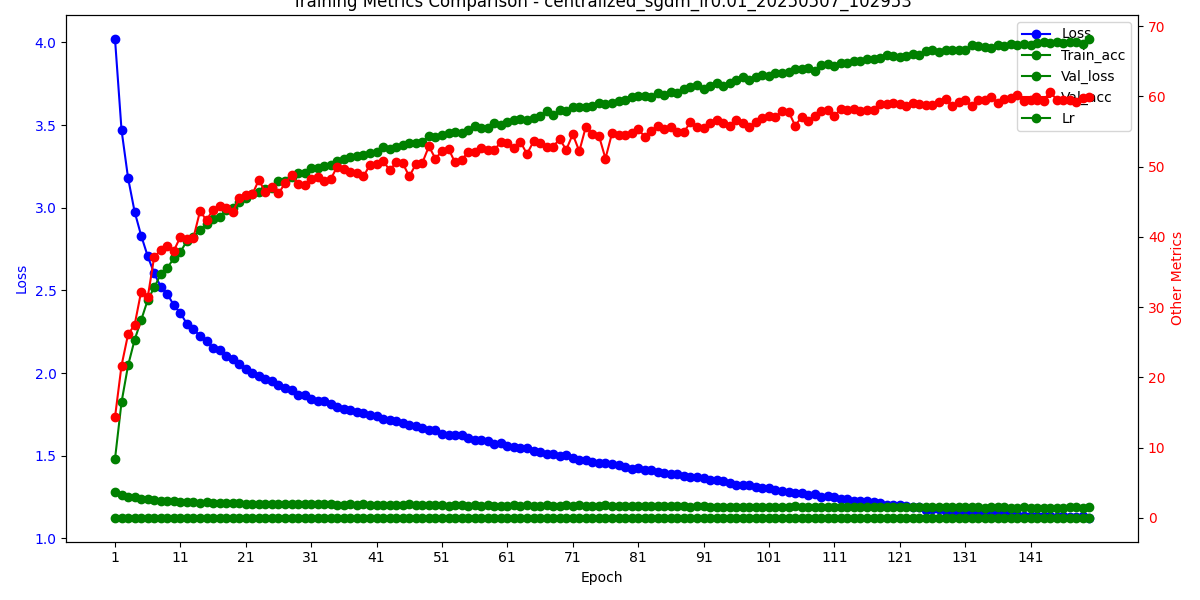 Training Metrics Comparison - centralized_sgdm_lr0.01_20250507_102953
4.0
3.5
3.0
2.5
2.0
1.5
1.0
Loss
70
60
50
40
30
20
10
0
Other Metrics
Loss
Train_acc
Val_loss
Val_acc
Lr
1 11 21 31 41 51 61 71 81 91 101 111 121 131 141
Epoch